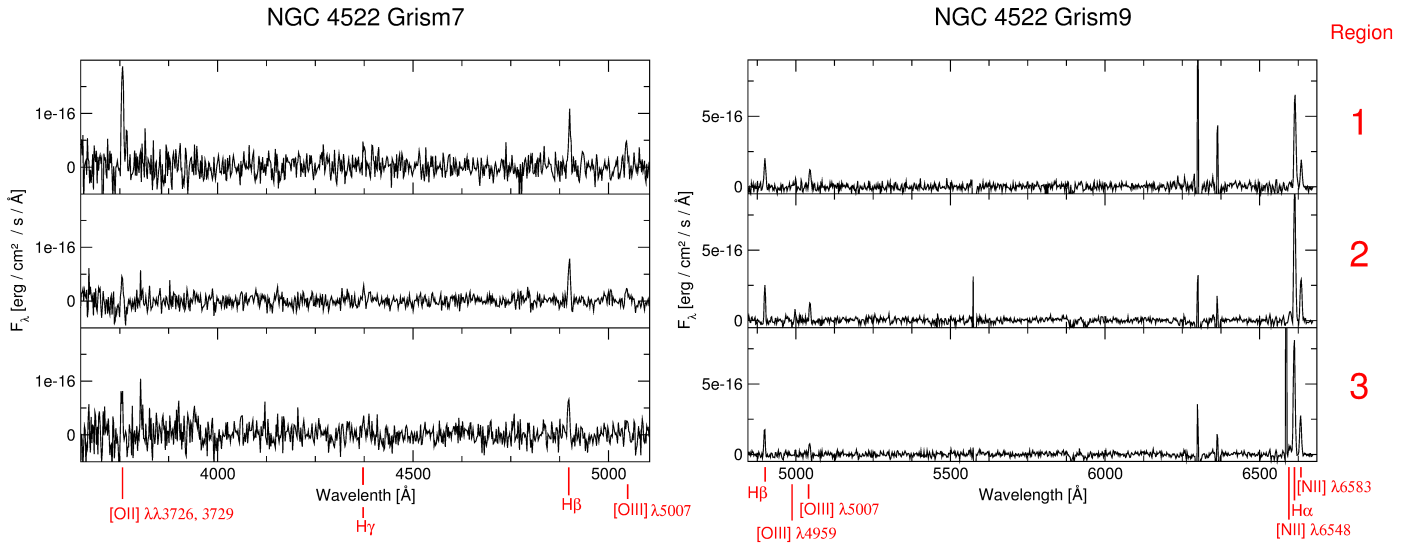 NGC 4522 Grism7
NGC 4522 Grism9
Region
1e-16
0
1e-16
0
1e-16
0
F_λ [erg / cm² / s / Å]
4000 4500 5000
Wavelenth [Å]
[OII] λλ3726, 3729
Hγ
Hβ
[OIII] λ5007
5e-16
0
5e-16
0
5e-16
0
F_λ [erg / cm² / s / Å]
5000 5500 6000 6500
Wavelength [Å]
Hβ
[OIII] λ4959
[OIII] λ5007
[NII] λ6583
Hα
[NII] λ6548
1
2
3